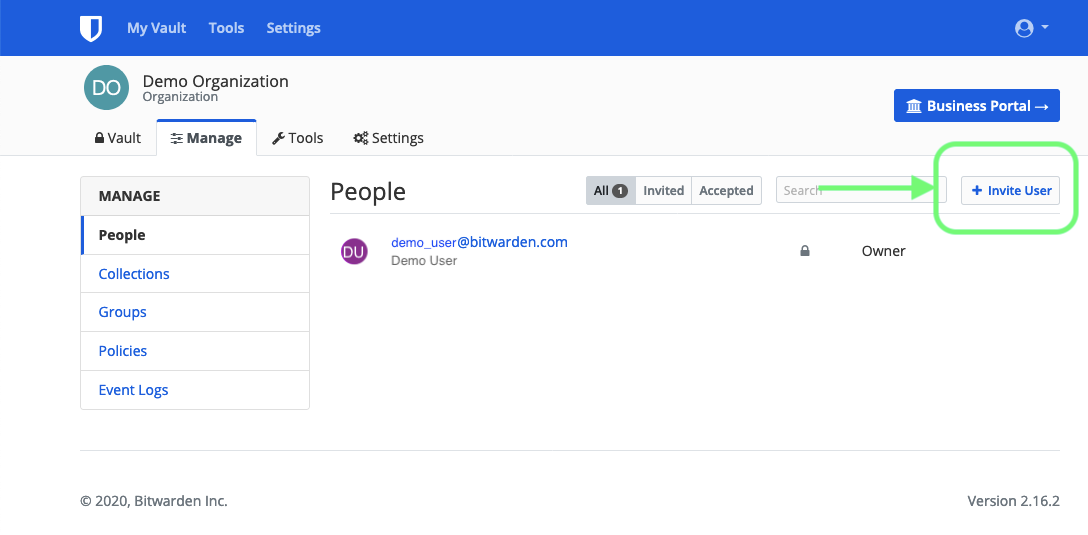 My Vault Tools Settings
DO Demo Organization
Organization
Business Portal →
Vault Manage Tools Settings
MANAGE
People
Collections
Groups
Policies
Event Logs
People All 1 Invited Accepted Search + Invite User
DU demo_user@bitwarden.com
Demo User
Owner
© 2020, Bitwarden Inc. Version 2.16.2